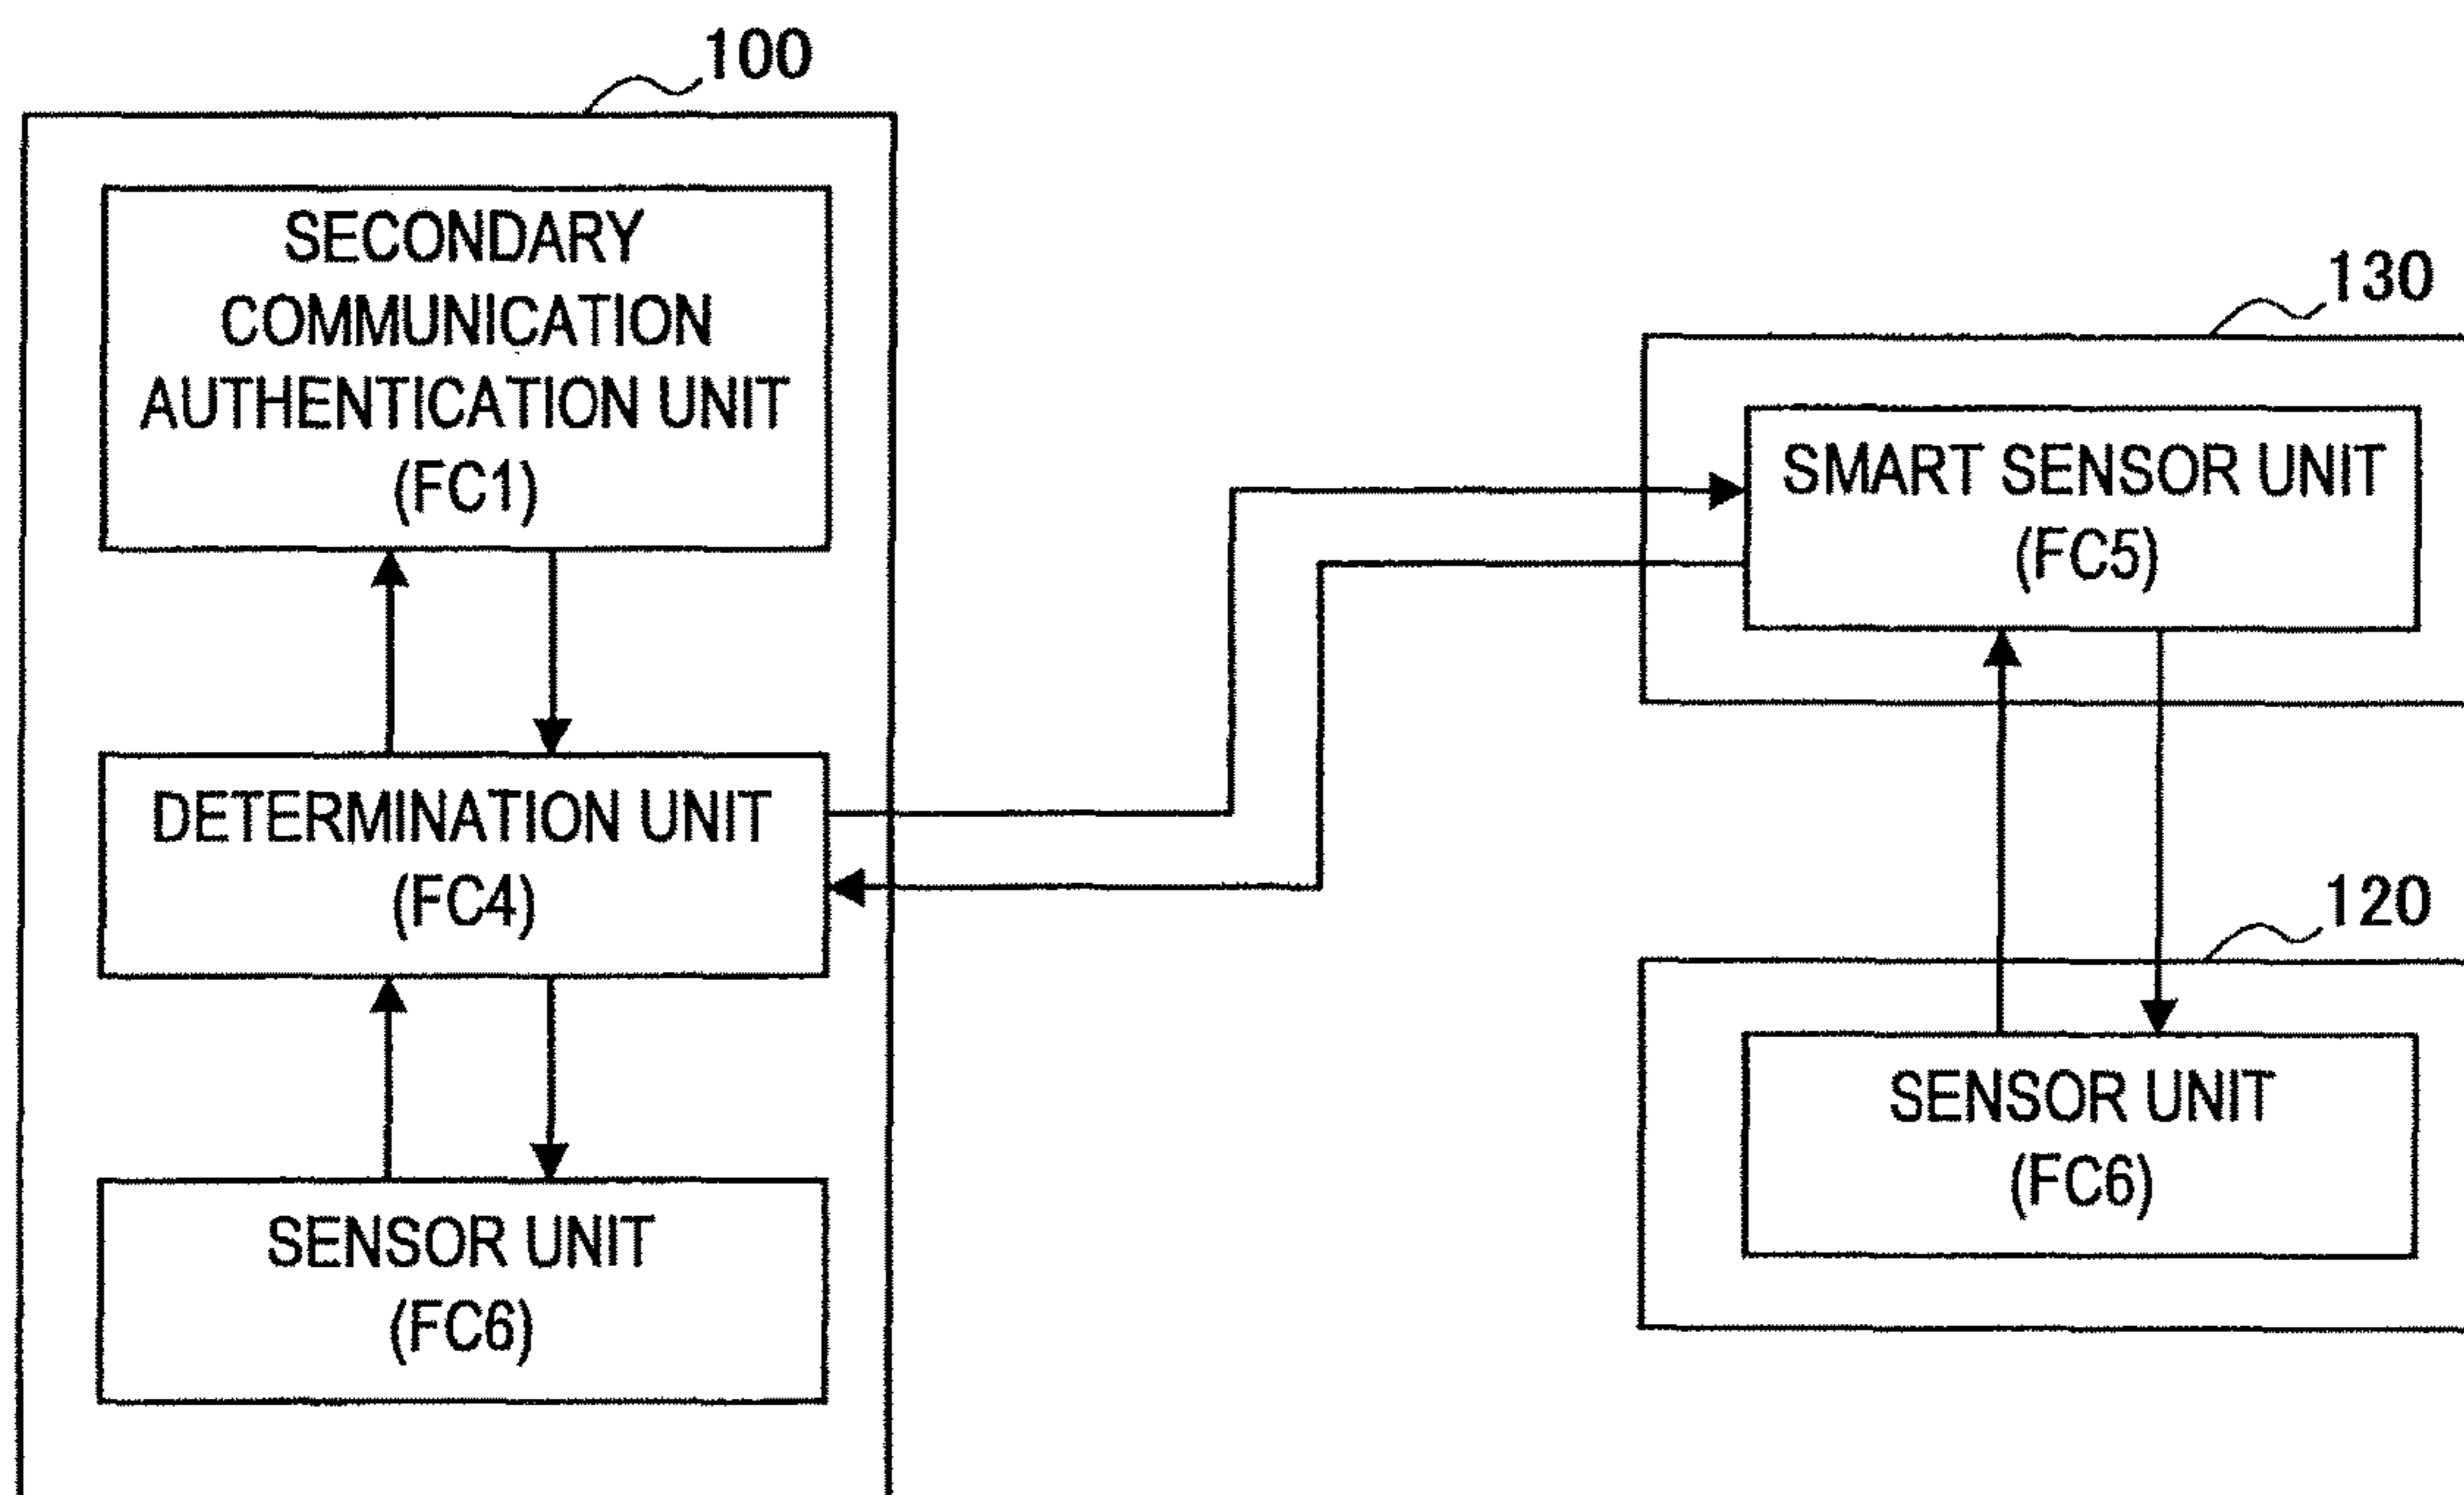 100
SECONDARY
COMMUNICATION
AUTHENTICATION UNIT
(FC1)
DETERMINATION UNIT
(FC4)
SENSOR UNIT
(FC6)
130
SMART SENSOR UNIT
(FC5)
120
SENSOR UNIT
(FC6)